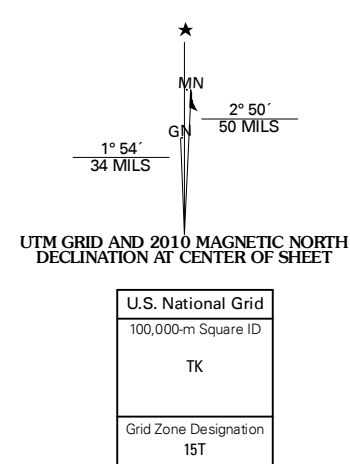 MN
2° 50´
50 MILS
GN
1° 54´
34 MILS
UTM GRID AND 2010 MAGNETIC NORTH
DECLINATION AT CENTER OF SHEET
U.S. National Grid
100,000-m Square ID
TK
Grid Zone Designation
15T